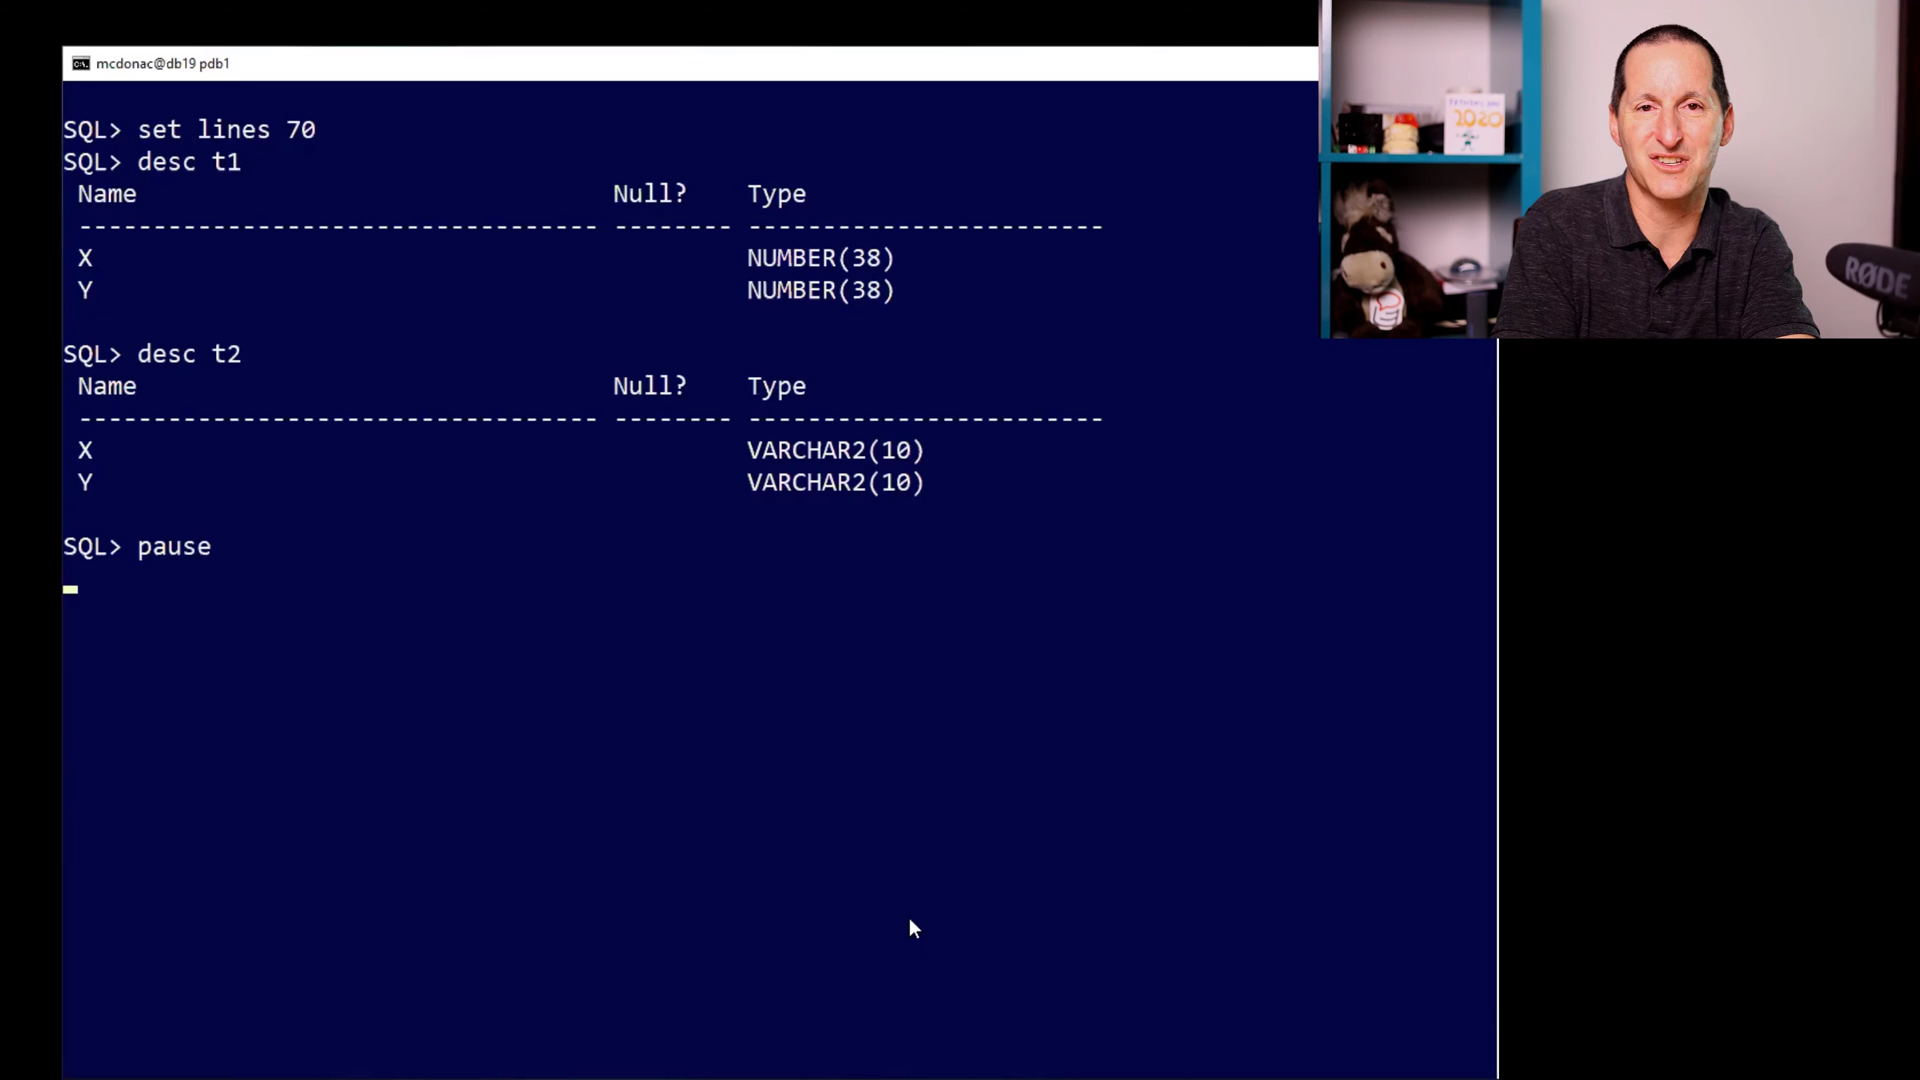 mcdonac@db19 pdb1
SQL> set lines 70
SQL> desc t1
Name Null? Type
----------------------------------- -------- ------------------------
X NUMBER(38)
Y NUMBER(38)
SQL> desc t2
Name Null? Type
----------------------------------- -------- ------------------------
X VARCHAR2(10)
Y VARCHAR2(10)
SQL> pause
2020
RØDE